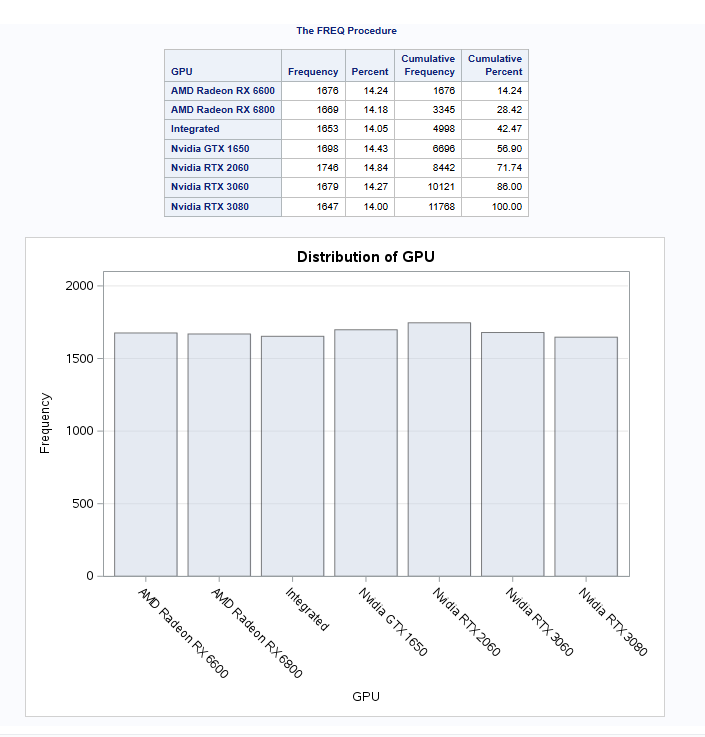 The FREQ Procedure
GPU Frequency Percent Cumulative Frequency Cumulative Percent
AMD Radeon RX 6600 1676 14.24 1676 14.24
AMD Radeon RX 6800 1669 14.18 3345 28.42
Integrated 1653 14.05 4998 42.47
Nvidia GTX 1650 1698 14.43 6696 56.90
Nvidia RTX 2060 1746 14.84 8442 71.74
Nvidia RTX 3060 1679 14.27 10121 86.00
Nvidia RTX 3080 1647 14.00 11768 100.00
Distribution of GPU
2000
1500
1000
500
0
Frequency
AMD Radeon RX 6600
AMD Radeon RX 6800
Integrated
Nvidia GTX 1650
Nvidia RTX 2060
Nvidia RTX 3060
Nvidia RTX 3080
GPU